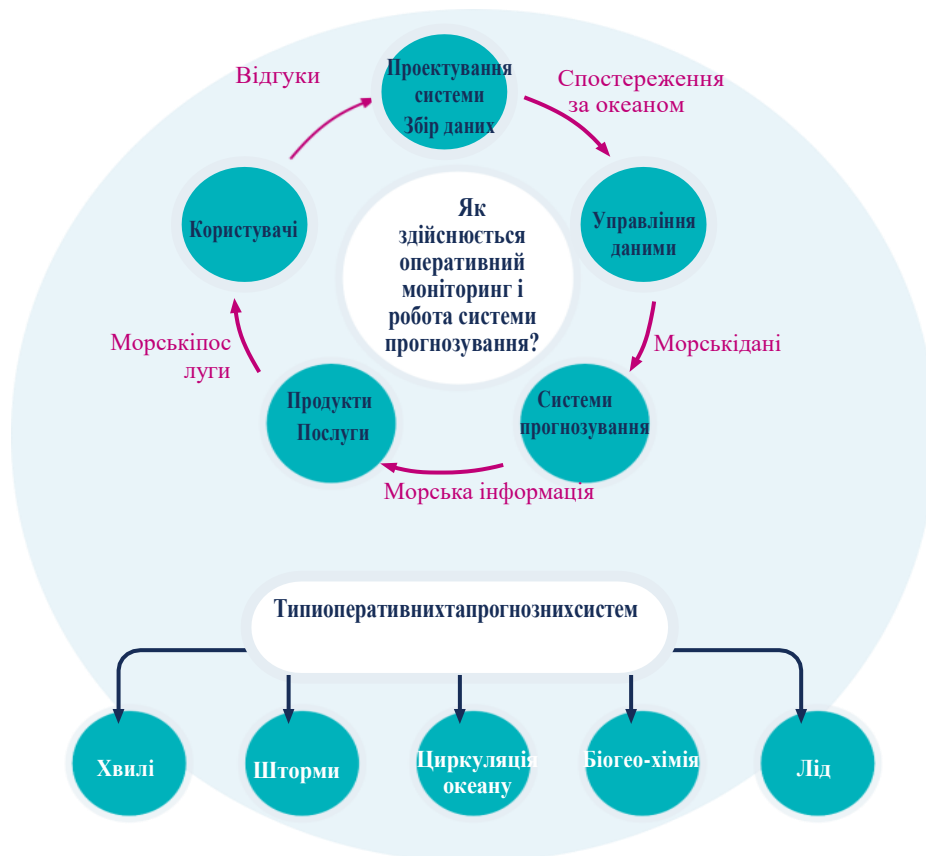 Відгуки
Проектування
системи
Збір даних
Спостереження
за океаном
Користувачі
Як
здійснюється
оперативний
моніторинг і
робота системи
прогнозування?
Управління
даними
Морськіпос
луги
Морськідані
Продукти
Послуги
Системи
прогнозування
Морська інформація
Типиоперативнихтапрогнознихсистем
Хвилі
Шторми
Циркуляція
океану
Біогео-хімія
Лід